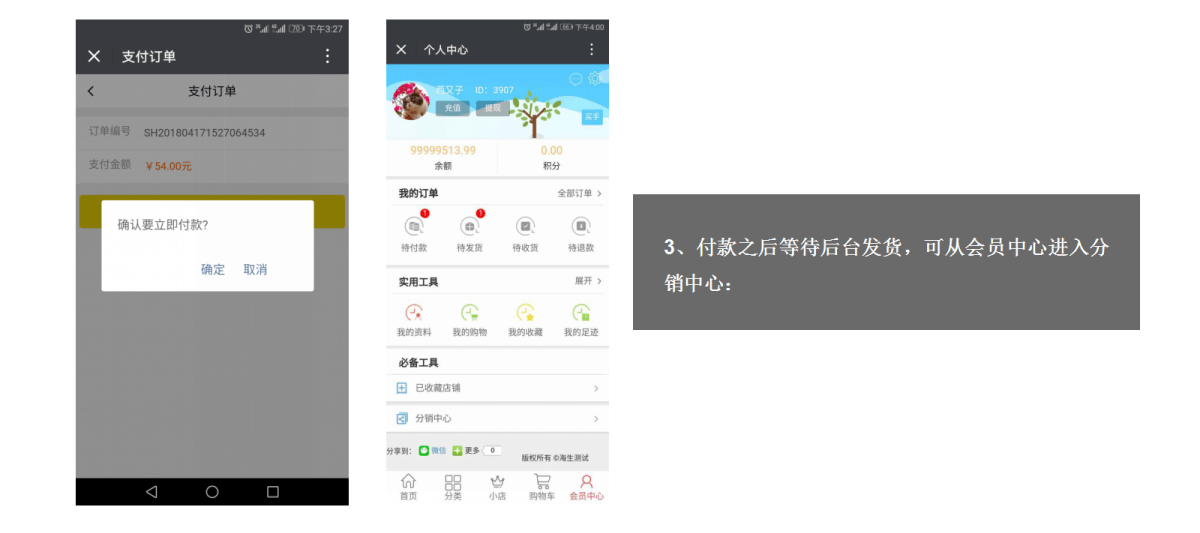 70 下午3:27
支付订单
支付订单
订单编号 SH201804171527064534
支付金额 ￥54.00元
确认要立即付款?
确定 取消
66 下午4:00
个人中心
ID: 3907
充值 提现
买手
99999513.99 0.00
余额 积分
我的订单 全部订单
1 1
待付款 待发货 待收货 待退款
实用工具 展开
我的资料 我的购物 我的收藏 我的足迹
必备工具
已收藏店铺
分销中心
分享到: 微信 更多 0
版权所有 ©海生测试
首页 分类 小店 购物车 会员中心
3、付款之后等待后台发货，可从会员中心进入分
销中心：